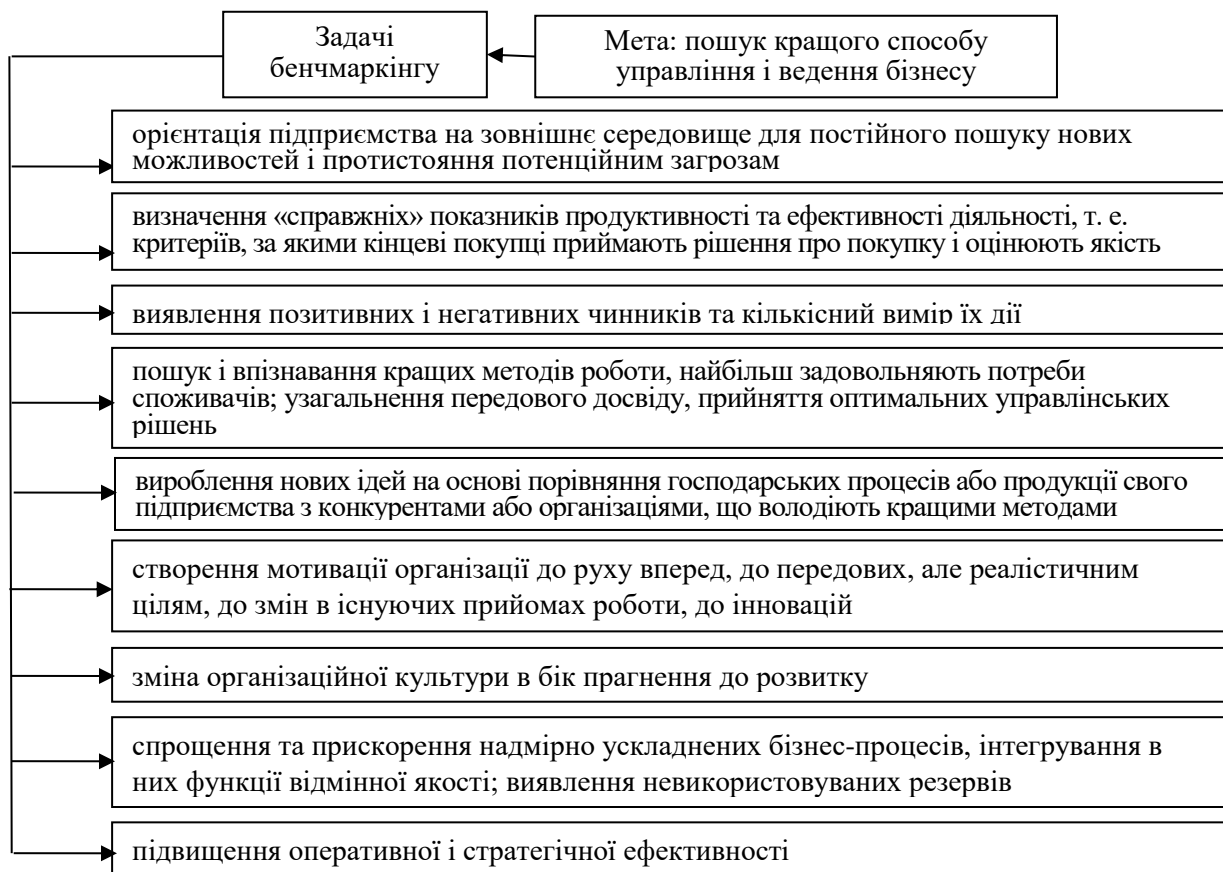 Задачі
бенчмаркінгу
Мета: пошук кращого способу
управління і ведення бізнесу
орієнтація підприємства на зовнішнє середовище для постійного пошуку нових
можливостей і протистояння потенційним загрозам
визначення «справжніх» показників продуктивності та ефективності діяльності, т. е.
критеріїв, за якими кінцеві покупці приймають рішення про покупку і оцінюють якість
виявлення позитивних і негативних чинників та кількісний вимір їх дії
пошук і впізнавання кращих методів роботи, найбільш задовольняють потреби
споживачів; узагальнення передового досвіду, прийняття оптимальних управлінських
рішень
вироблення нових ідей на основі порівняння господарських процесів або продукції свого
підприємства з конкурентами або організаціями, що володіють кращими методами
створення мотивації організації до руху вперед, до передових, але реалістичним
цілям, до змін в існуючих прийомах роботи, до інновацій
зміна організаційної культури в бік прагнення до розвитку
спрощення та прискорення надмірно ускладнених бізнес-процесів, інтегрування в
них функції відмінної якості; виявлення невикористовуваних резервів
підвищення оперативної і стратегічної ефективності